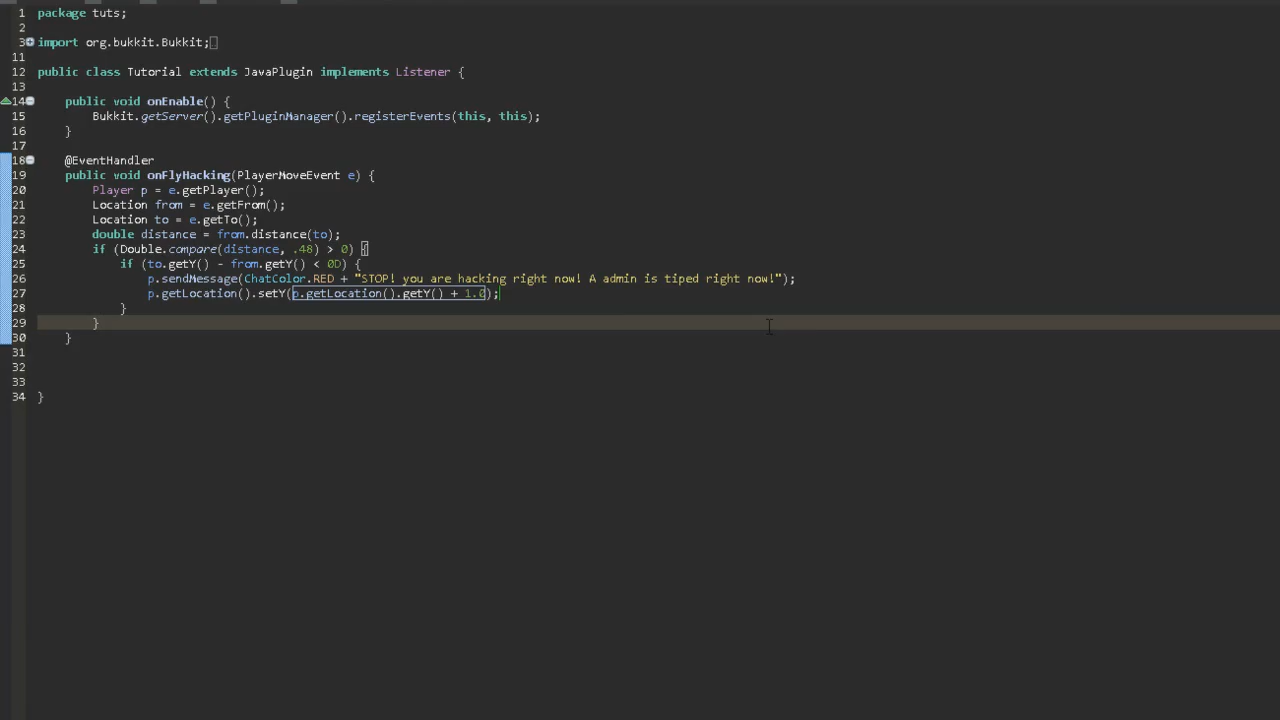 1 package tuts;
2
3 import org.bukkit.Bukkit;
11
12 public class Tutorial extends JavaPlugin implements Listener {
13
14 public void onEnable() {
15 Bukkit.getServer().getPluginManager().registerEvents(this, this);
16 }
17
18 @EventHandler
19 public void onFlyHacking(PlayerMoveEvent e) {
20 Player p = e.getPlayer();
21 Location from = e.getFrom();
22 Location to = e.getTo();
23 double distance = from.distance(to);
24 if (Double.compare(distance, .48) > 0) {
25 if (to.getY() - from.getY() < 0D) {
26 p.sendMessage(ChatColor.RED + "STOP! you are hacking right now! A admin is tiped right now!");
27 p.getLocation().setY(p.getLocation().getY() + 1.0);
28 }
29 }
30 }
31
32
33
34 }